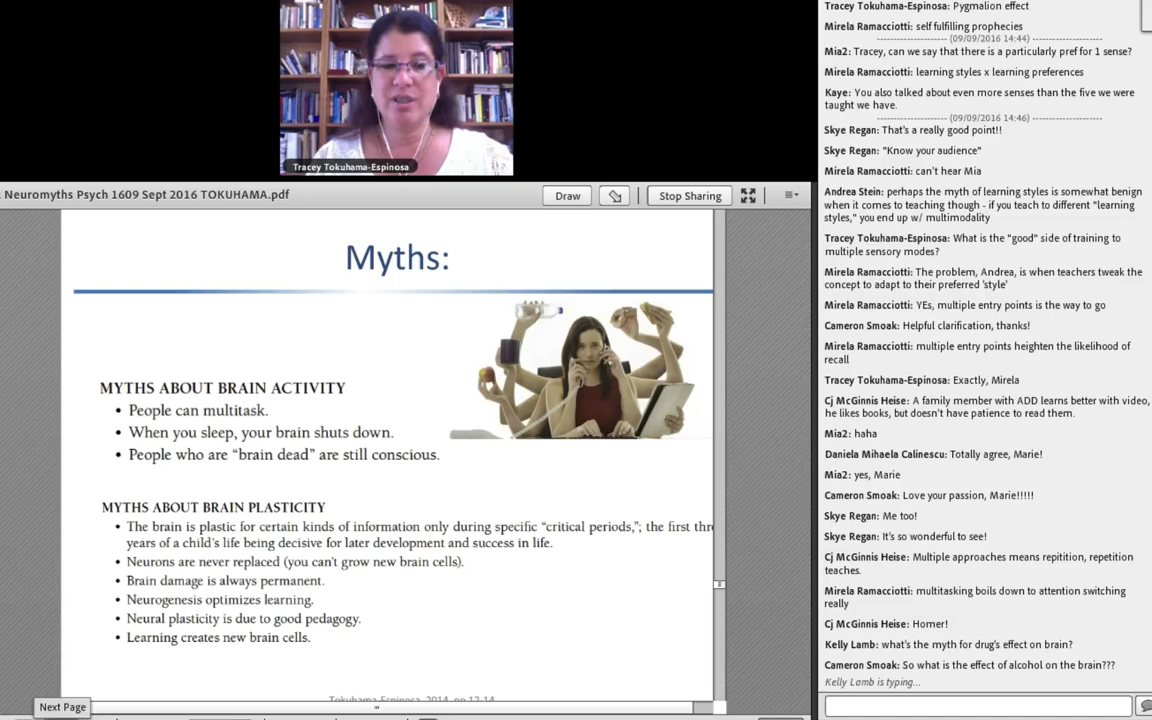 Tracey Tokuhama-Espinosa
Neuromyths Psych 1609 Sept 2016 TOKUHAMA.pdf
Draw
Stop Sharing
Myths:
MYTHS ABOUT BRAIN ACTIVITY
• People can multitask.
• When you sleep, your brain shuts down.
• People who are “brain dead” are still conscious.
MYTHS ABOUT BRAIN PLASTICITY
• The brain is plastic for certain kinds of information only during specific “critical periods,”; the first
years of a child's life being decisive for later development and success in life.
• Neurons are never replaced (you can't grow new brain cells).
• Brain damage is always permanent.
• Neurogenesis optimizes learning.
• Neural plasticity is due to good pedagogy.
• Learning creates new brain cells.
Tokuhama-Espinosa, 2014, pp.12-14
Next Page
Tracey Tokuhama-Espinosa: Pygmalion effect
Mirela Ramacciotti: self fulfilling prophecies
(09/09/2016 14:44)
Mia2: Tracey, can we say that there is a particularly pref for 1 sense?
Mirela Ramacciotti: learning styles x learning preferences
Kaye: You also talked about even more senses than the five we were
taught we have.
(09/09/2016 14:46)
Skye Regan: That's a really good point!!
Skye Regan: "Know your audience"
Mirela Ramacciotti: can't hear Mia
Andrea Stein: perhaps the myth of learning styles is somewhat benign
when it comes to teaching though - if you teach to different "learning
styles," you end up w/ multimodality
Tracey Tokuhama-Espinosa: What is the "good" side of training to
multiple sensory modes?
Mirela Ramacciotti: The problem, Andrea, is when teachers tweak the
concept to adapt to their preferred 'style'
Mirela Ramacciotti: YEs, multiple entry points is the way to go
Cameron Smoak: Helpful clarification, thanks!
Mirela Ramacciotti: multiple entry points heighten the likelihood of
recall
Tracey Tokuhama-Espinosa: Exactly, Mirela
Cj McGinnis Heise: A family member with ADD learns better with video,
he likes books, but doesn't have patience to read them.
Mia2: haha
Daniela Mihaela Calinescu: Totally agree, Marie!
Mia2: yes, Marie
Cameron Smoak: Love your passion, Marie!!!!!
Skye Regan: Me too!
Skye Regan: It's so wonderful to see!
Cj McGinnis Heise: Multiple approaches means repitition, repetition
teaches.
Mirela Ramacciotti: multitasking boils down to attention switching
really
Cj McGinnis Heise: Homer!
Kelly Lamb: what's the myth for drug's effect on brain?
Cameron Smoak: So what is the effect of alcohol on the brain???
Kelly Lamb is typing...